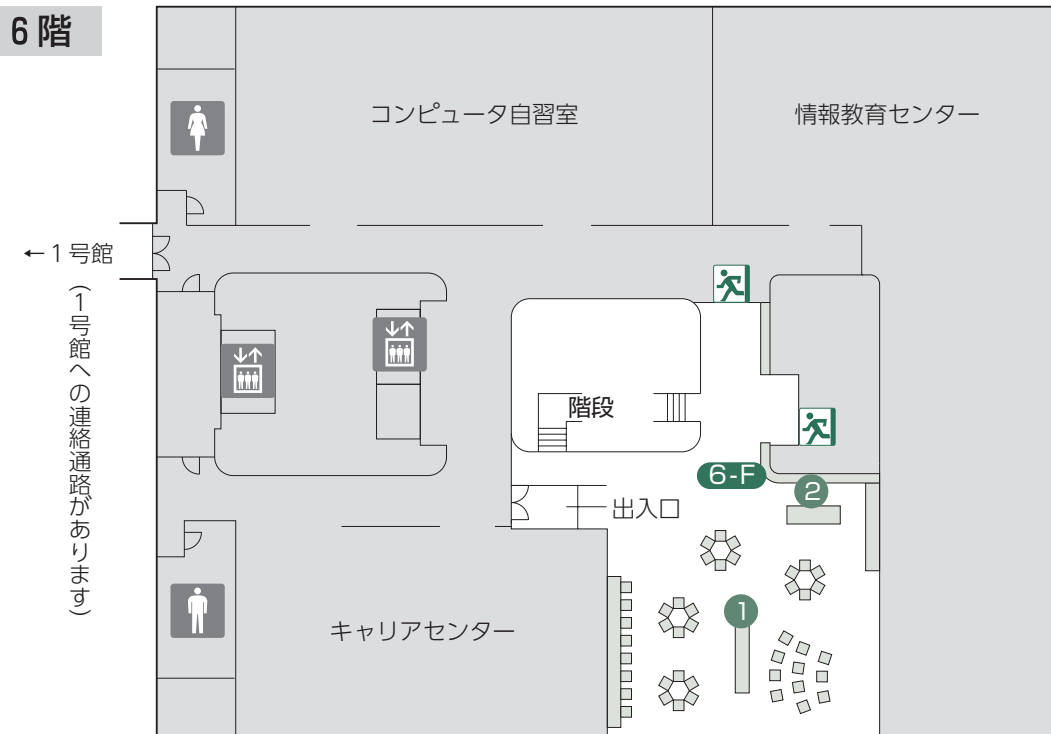 6階
コンピュータ自習室
情報教育センター
←1号館
（1号館への連絡通路があります）
階段
6-F
2
出入口
1
キャリアセンター